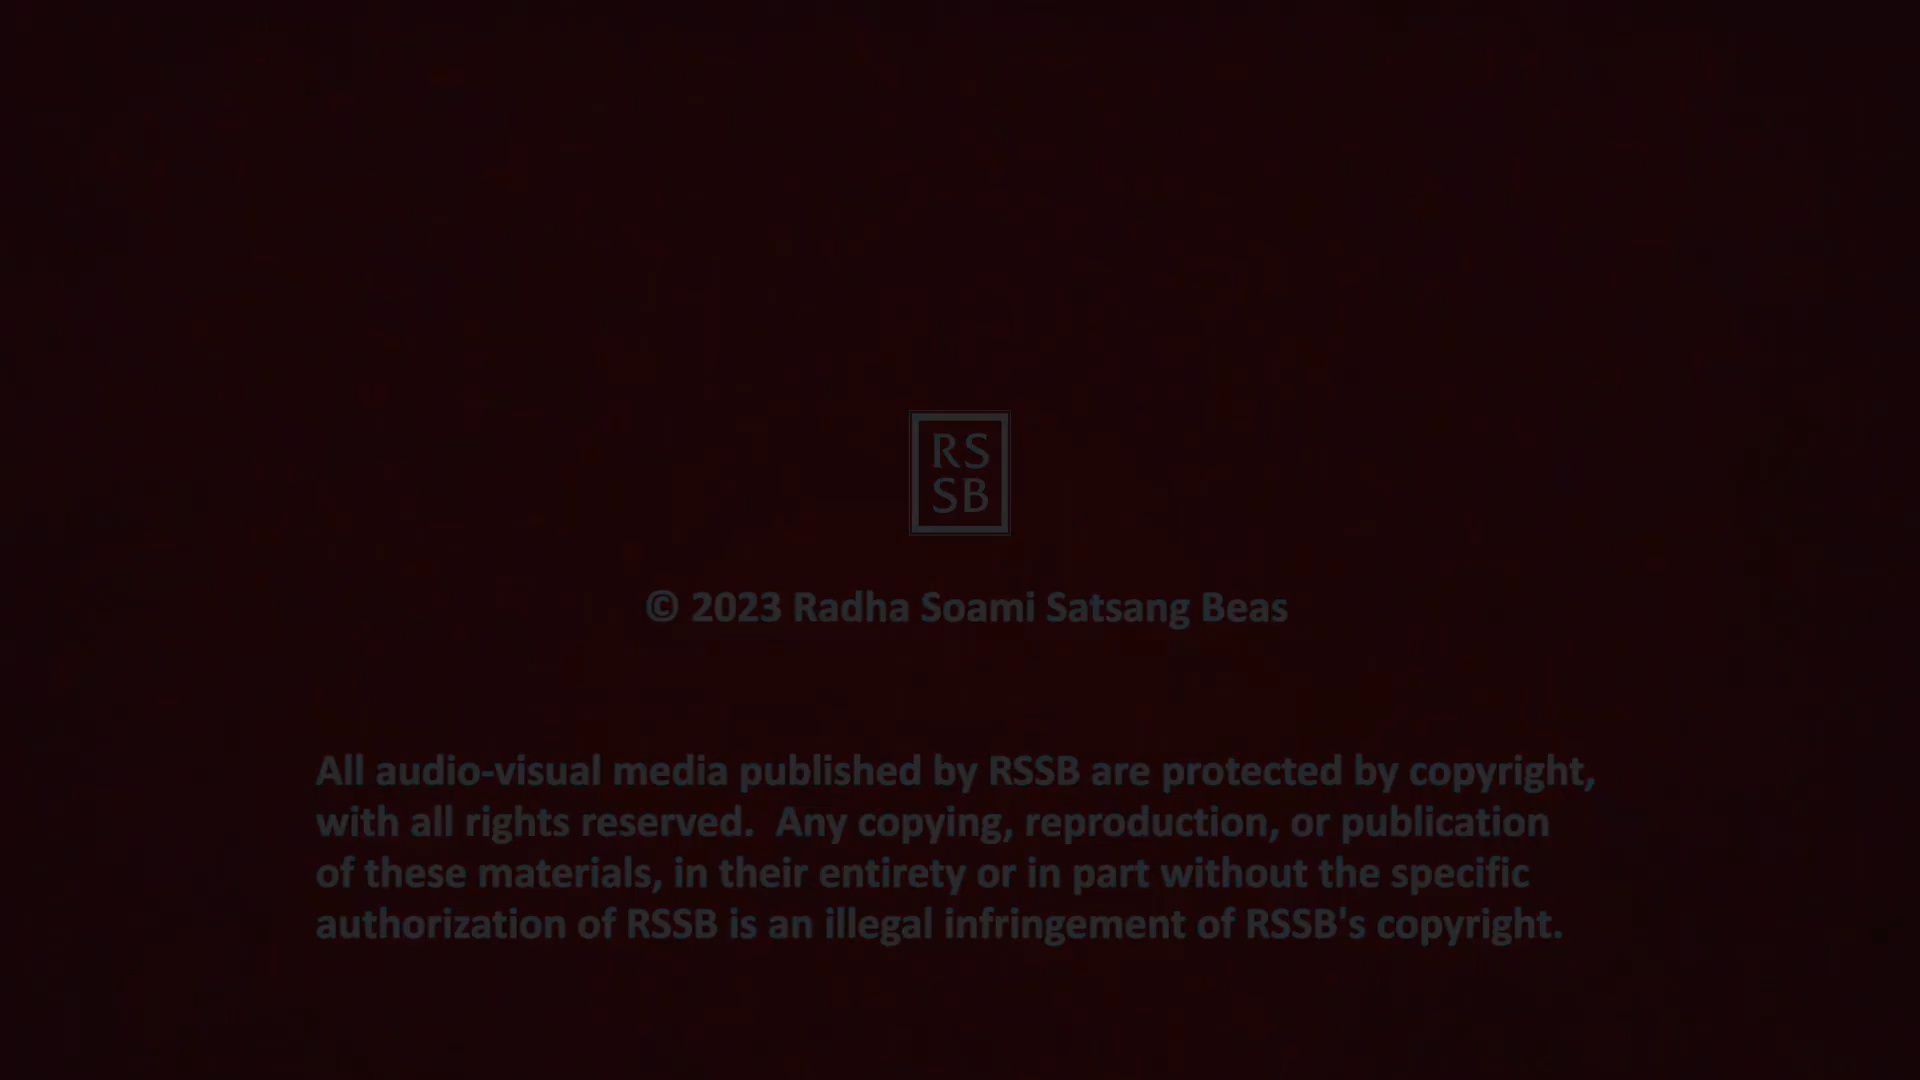 RS
SB
© 2023 Radha Soami Satsang Beas
All audio-visual media published by RSSB are protected by copyright,
with all rights reserved.  Any copying, reproduction, or publication
of these materials, in their entirety or in part without the specific
authorization of RSSB is an illegal infringement of RSSB's copyright.